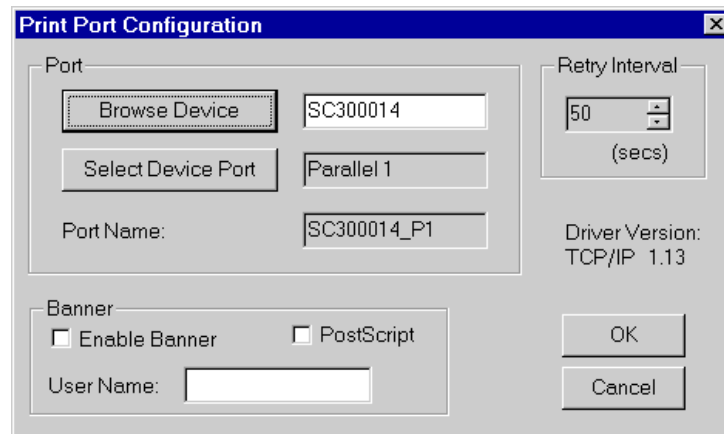 Print Port Configuration
Port
Browse Device
SC300014
Select Device Port
Parallel 1
Port Name:
SC300014_P1
Retry Interval
50
(secs)
Driver Version:
TCP/IP 1.13
Banner
Enable Banner
PostScript
User Name:
OK
Cancel